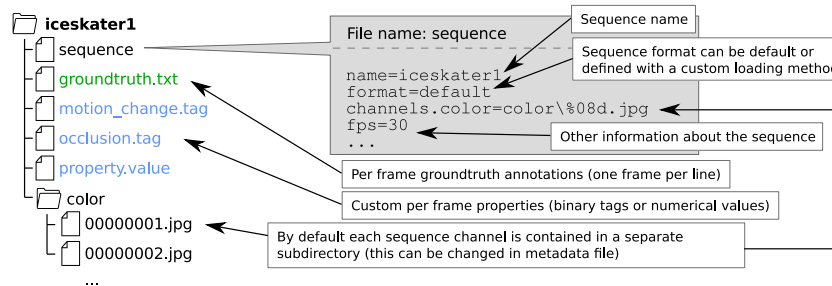 iceskater1
sequence
groundtruth.txt
motion_change.tag
occlusion.tag
property.value
color
00000001.jpg
00000002.jpg
...
File name: sequence
name=iceskater1
format=default
channels.color=color\%08d.jpg
fps=30
...
Sequence name
Sequence format can be default or
defined with a custom loading
Other information about the sequence
Per frame groundtruth annotations (one frame per line)
Custom per frame properties (binary tags or numerical values)
By default each sequence channel is contained in a separate
subdirectory (this can be changed in metadata file)